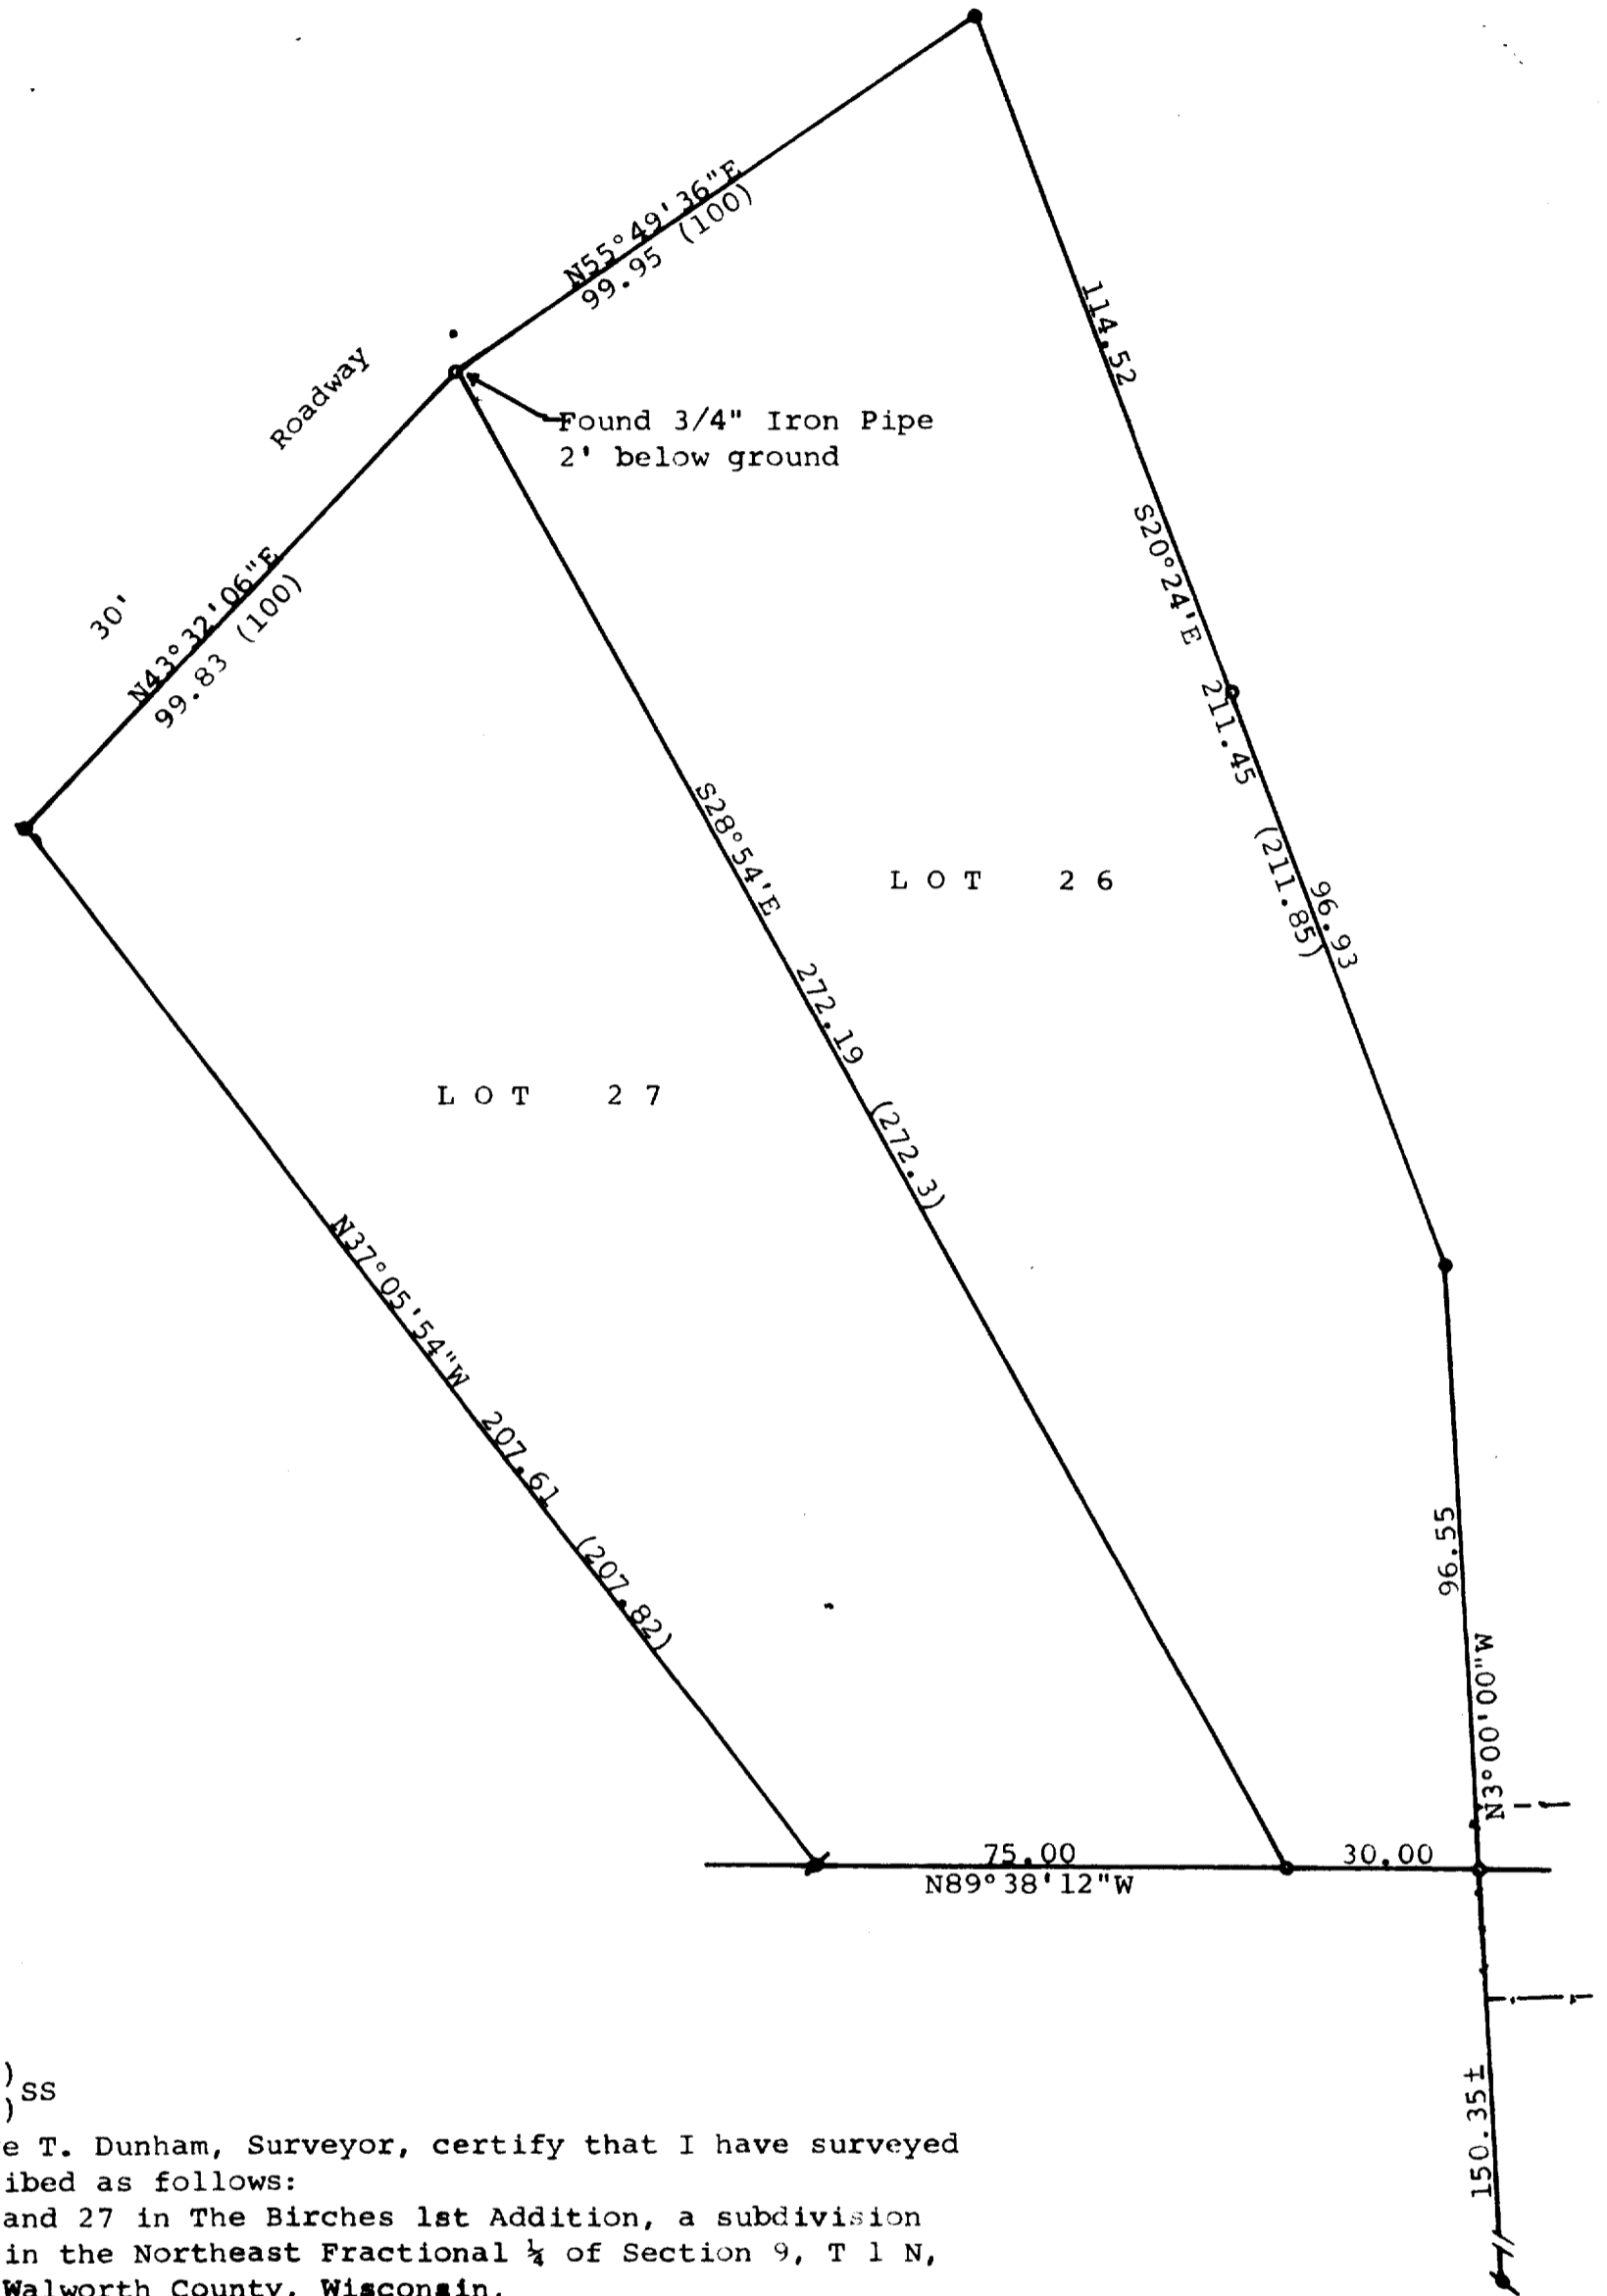 N55°49'36"E
99.95 (100)
114.52
Roadway
Found 3/4" Iron Pipe
2' below ground
S20°24'E 211.45 (211.85)
30'
N43°32'06"E
99.83 (100)
S28°54'E 272.19 (272.3)
LOT 26
96.93
LOT 27
N37°05'54"W 207.61 (207.82)
96.55
N3°00'00"W
75.00
30.00
N89°38'12"W
150.35±
)
) SS
e T. Dunham, Surveyor, certify that I have surveyed
ibed as follows:
and 27 in The Birches 1st Addition, a subdivision
in the Northeast Fractional ¼ of Section 9, T 1 N,
Walworth County, Wisconsin.